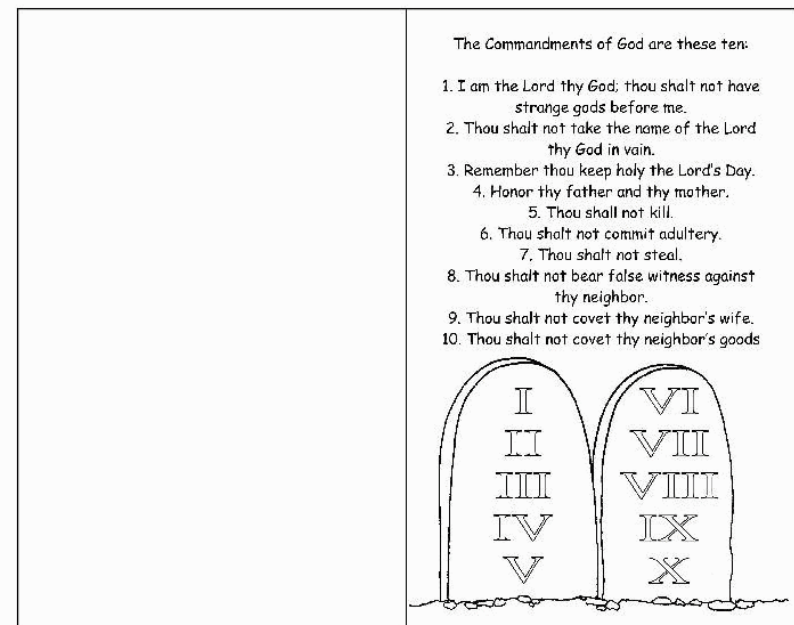 The Commandments of God are these ten:
1. I am the Lord thy God; thou shalt not have
strange gods before me.
2. Thou shalt not take the name of the Lord
thy God in vain.
3. Remember thou keep holy the Lord's Day.
4. Honor thy father and thy mother.
5. Thou shall not kill.
6. Thou shalt not commit adultery.
7. Thou shalt not steal.
8. Thou shalt not bear false witness against
thy neighbor.
9. Thou shalt not covet thy neighbor's wife.
10. Thou shalt not covet thy neighbor's goods
I
II
III
IV
V
VI
VII
VIII
IX
X